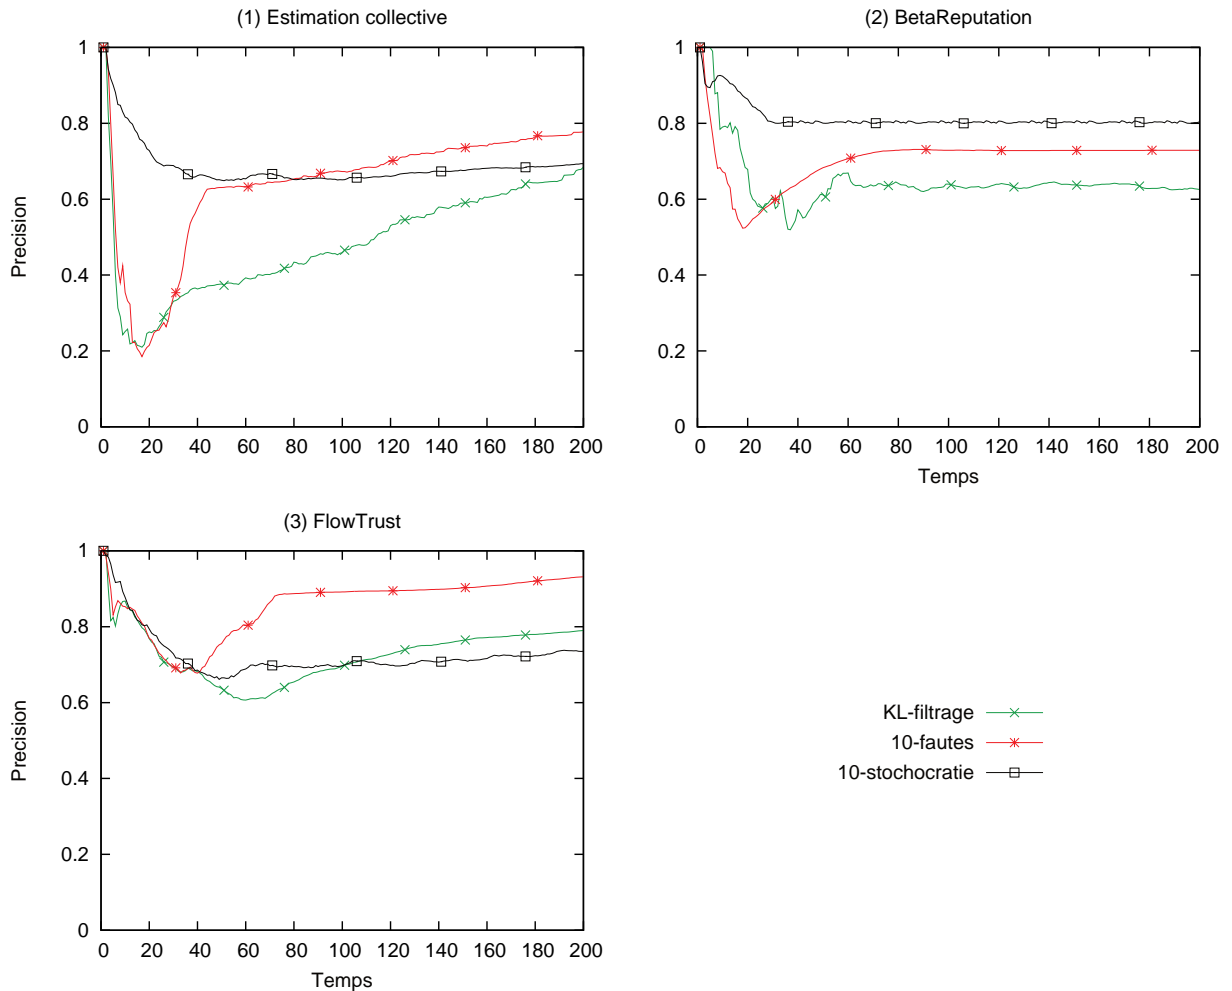 (1) Estimation collective
1
0.8
0.6
0.4
0.2
0
Precision
0 20 40 60 80 100 120 140 160 180 200
(2) BetaReputation
1
0.8
0.6
0.4
0.2
0
0 20 40 60 80 100 120 140 160 180 200
Temps
(3) FlowTrust
1
0.8
0.6
0.4
0.2
0
Precision
0 20 40 60 80 100 120 140 160 180 200
Temps
KL-filtrage
10-fautes
10-stochocratie